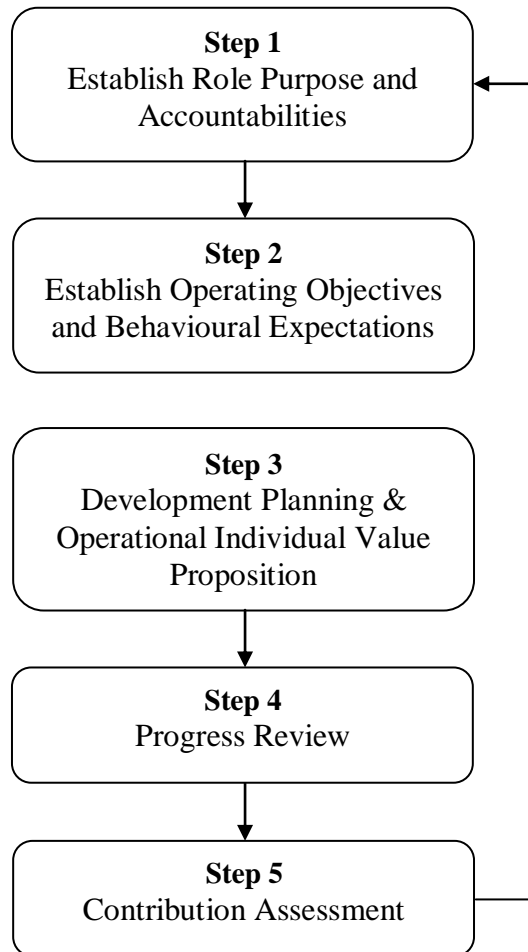 Step 1
Establish Role Purpose and
Accountabilities
Step 2
Establish Operating Objectives
and Behavioural Expectations
Step 3
Development Planning &
Operational Individual Value
Proposition
Step 4
Progress Review
Step 5
Contribution Assessment